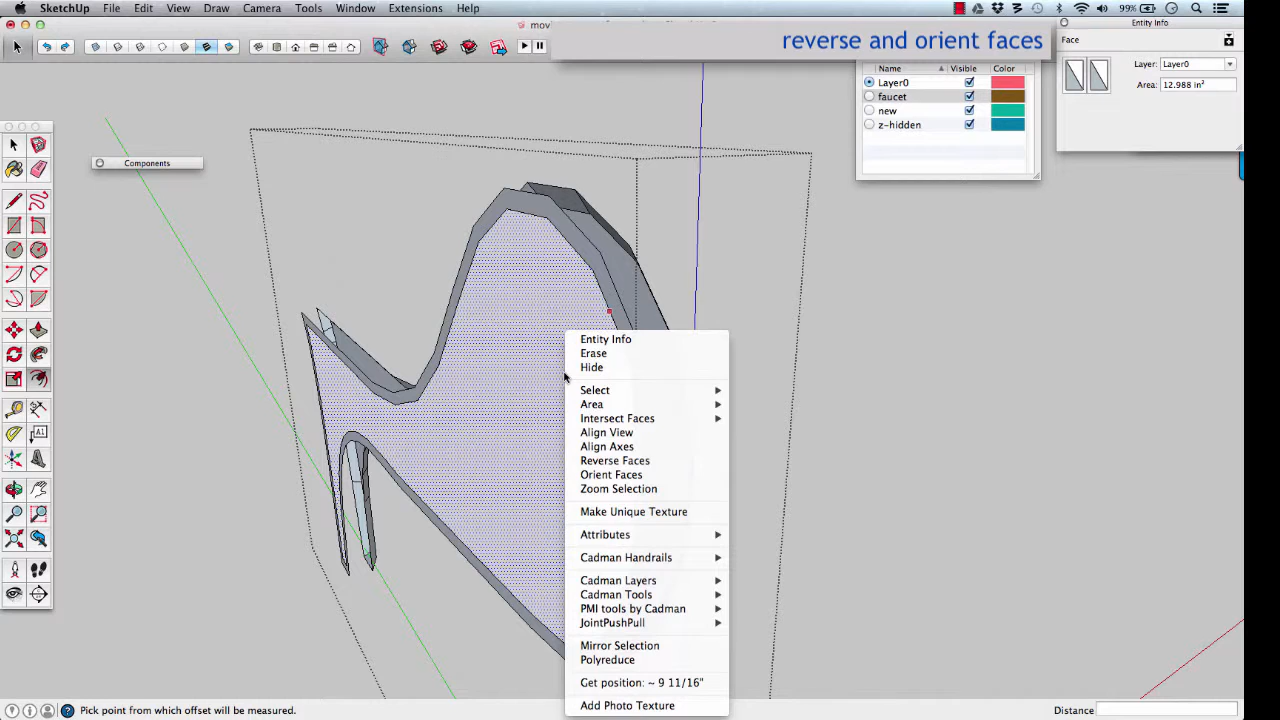 SketchUp File Edit View Camera Draw Tools Window Extensions Help
99%
mov
reverse and orient faces
Entity Info
Face
Layer: Layer0
Area: 12.988 in²
Name Visible Color
Layer0
faucet
new
z-hidden
Components
A1
Entity Info
Erase
Hide
Select
Area
Intersect Faces
Align View
Align Axes
Reverse Faces
Orient Faces
Zoom Selection
Make Unique Texture
Attributes
Cadman Handrails
Cadman Layers
Cadman Tools
PMI tools by Cadman
JointPushPull
Mirror Selection
Polyreduce
Get position: ~ 9 11/16"
Add Photo Texture
Pick point from which offset will be measured.
Distance